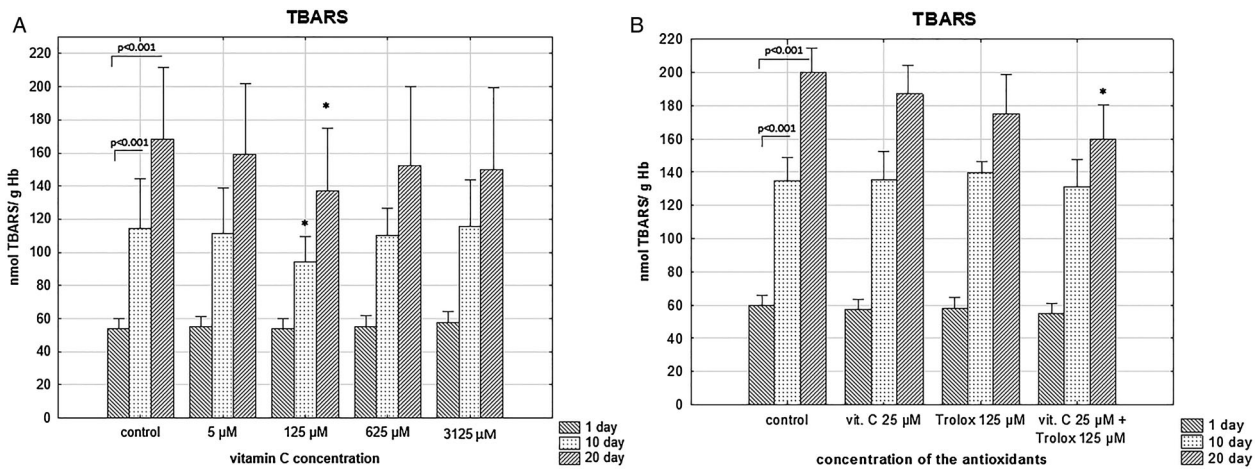 A
TBARS
nmol TBARS/ g Hb
220
200
180
160
140
120
100
80
60
40
20
0
p<0.001
p<0.001
*
*
control
5 µM
125 µM
625 µM
3125 µM
vitamin C concentration
1 day
10 day
20 day
B
TBARS
nmol TBARS/ g Hb
220
200
180
160
140
120
100
80
60
40
20
0
p<0.001
p<0.001
*
control
vit. C 25 µM
Trolox 125 µM
vit. C 25 µM +
Trolox 125 µM
concentration of the antioxidants
1 day
10 day
20 day